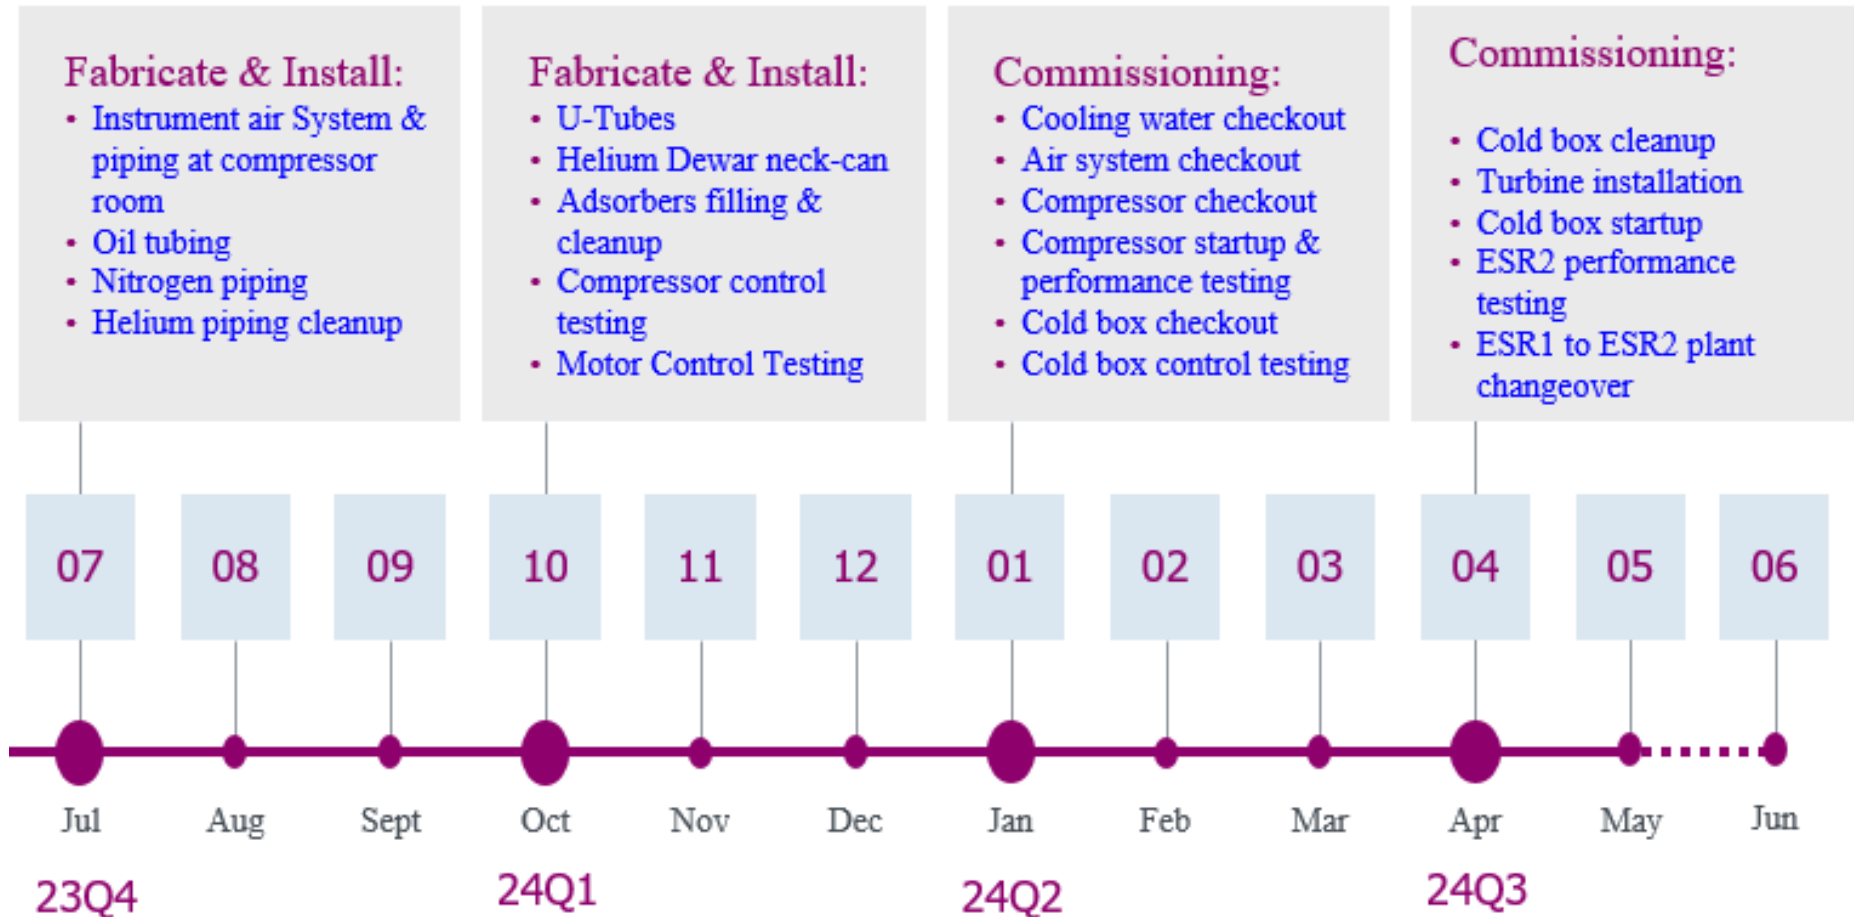 Fabricate & Install:
• Instrument air System &
piping at compressor
room
• Oil tubing
• Nitrogen piping
• Helium piping cleanup
Fabricate & Install:
• U-Tubes
• Helium Dewar neck-can
• Adsorbers filling &
cleanup
• Compressor control
testing
• Motor Control Testing
Commissioning:
• Cooling water checkout
• Air system checkout
• Compressor checkout
• Compressor startup &
performance testing
• Cold box checkout
• Cold box control testing
Commissioning:
• Cold box cleanup
• Turbine installation
• Cold box startup
• ESR2 performance
testing
• ESR1 to ESR2 plant
changeover
07 08 09 10 11 12 01 02 03 04 05 06
Jul Aug Sept Oct Nov Dec Jan Feb Mar Apr May Jun
23Q4 24Q1 24Q2 24Q3